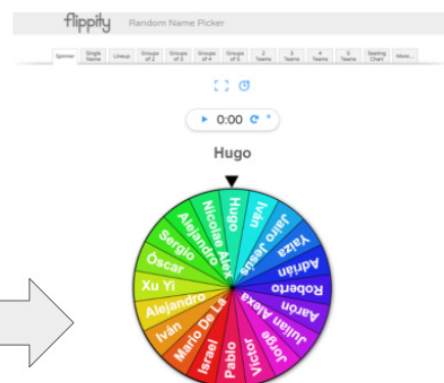 flippity Random Name Picker
Spinner Single Name Lineup Groups of 2 Groups of 3 Groups of 4 Groups of 5 2 Teams 3 Teams 4 Teams 5 Teams Seating Chart More...
0:00
Hugo
Hugo
Iván
Jairo Jesús
Yaiza
Adrián
Roberto
Aarón
Julian Alexa
Jorge
Victor
Pablo
Israel
Mario De La
Iván
Alejandro
Xu Yi
Óscar
Sergio
Alejandro
Nicolae Alex